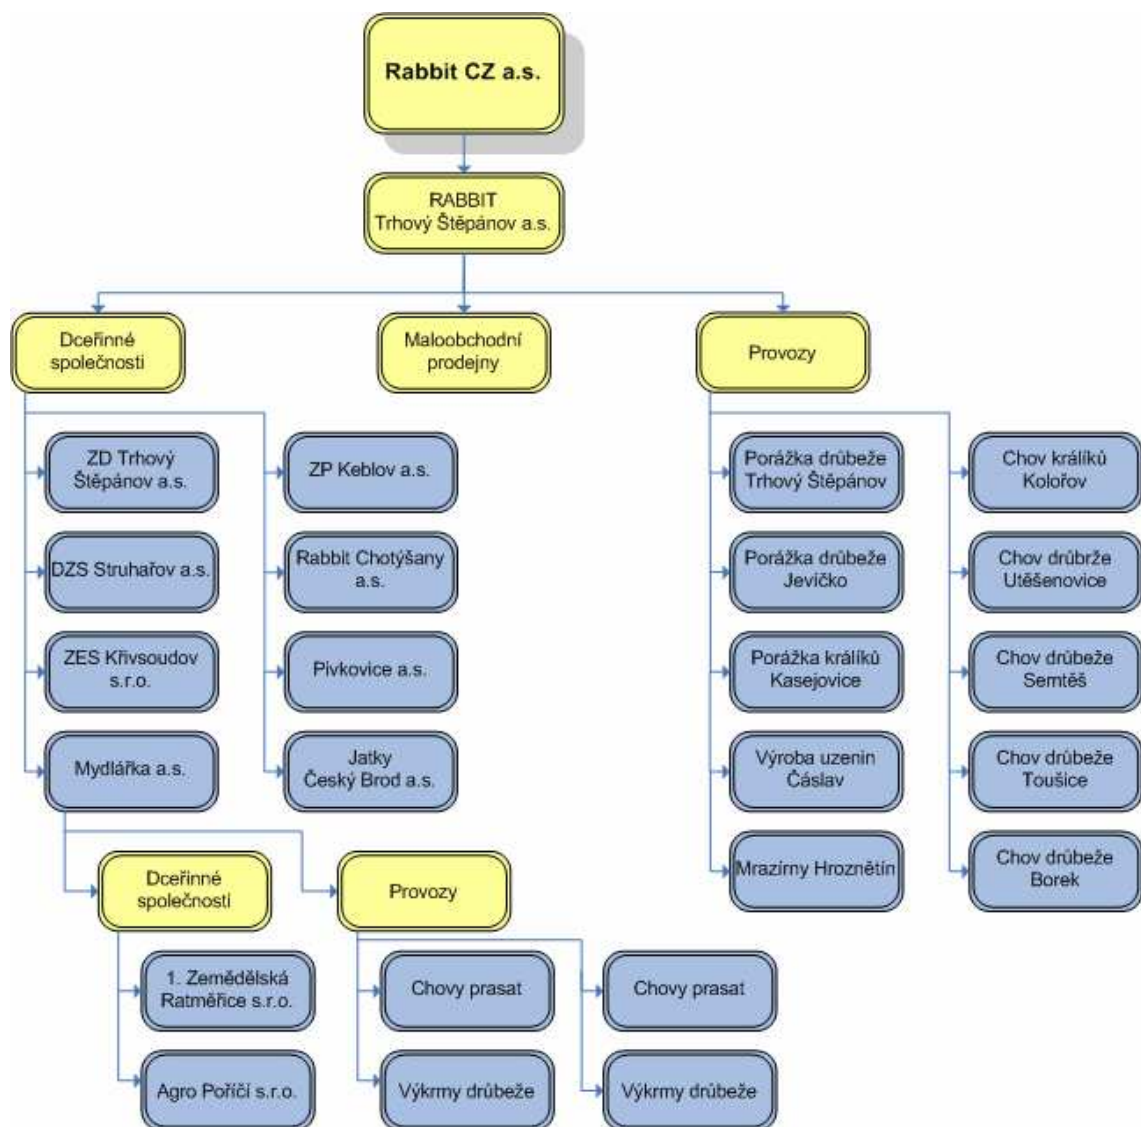 Rabbit CZ a.s.
RABBIT
Trhový Štěpánov a.s.
Dceřinné
společnosti
Maloobchodní
prodejny
Provozy
ZD Trhový
Štěpánov a.s.
ZP Keblov a.s.
Porážka drůbeže
Trhový Štěpánov
Chov králíků
Kolořov
DZS Struhařov a.s.
Rabbit Chotýšany
a.s.
Porážka drůbeže
Jevíčko
Chov drůbrže
Utěšenovice
ZES Křivsoudov
s.r.o.
Pivkovice a.s.
Porážka králíků
Kasejovice
Chov drůbeže
Semtěš
Mydlářka a.s.
Jatky
Český Brod a.s.
Výroba uzenin
Čáslav
Chov drůbeže
Toušice
Mrazírny Hroznětín
Chov drůbeže
Borek
Dceřinné
společnosti
Provozy
1. Zemědělská
Ratměřice s.r.o.
Chovy prasat
Chovy prasat
Agro Poříčí s.r.o.
Výkrmy drůbeže
Výkrmy drůbeže